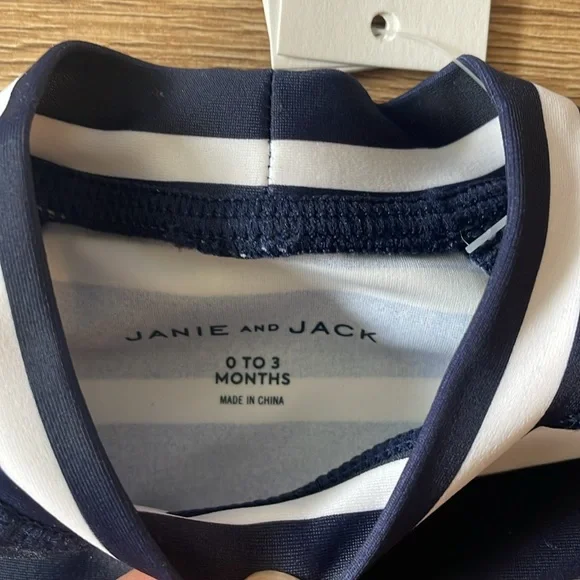 JANIE AND JACK
0 TO 3
MONTHS
MADE IN CHINA